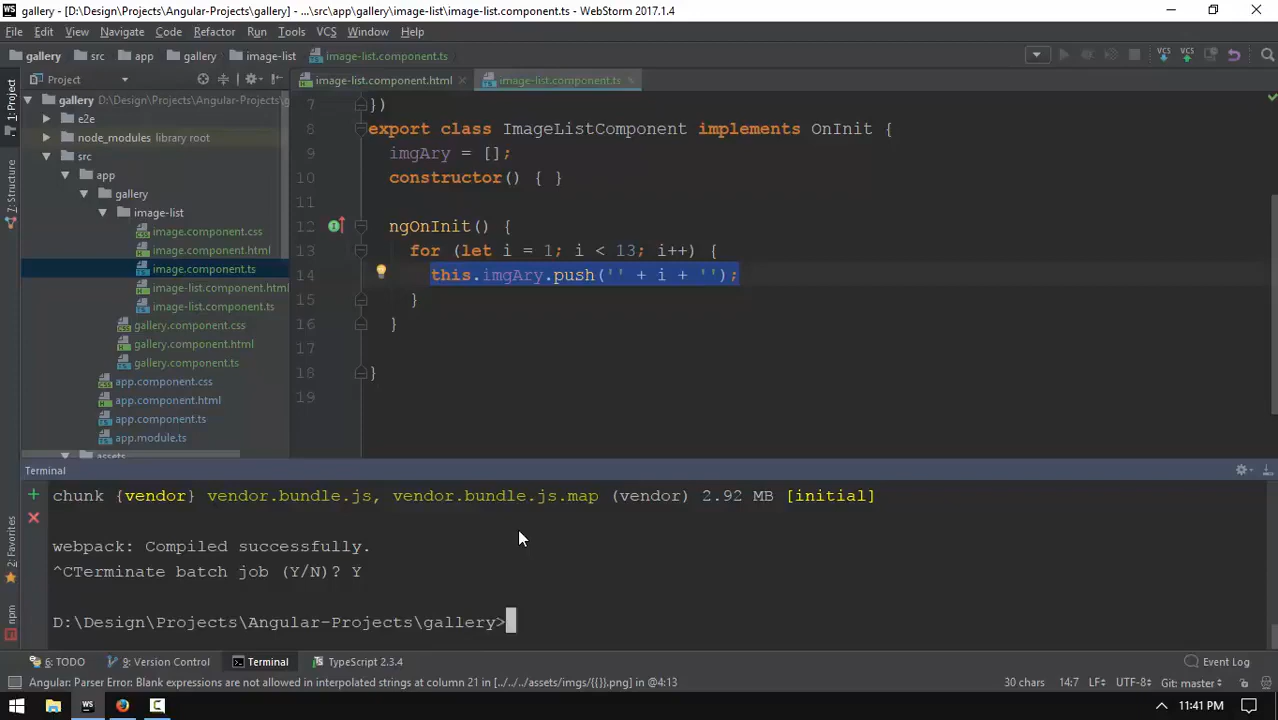 gallery - [D:\Design\Projects\Angular-Projects\gallery] - ...\src\app\gallery\image-list\image-list.component.ts - WebStorm 2017.1.4
File Edit View Navigate Code Refactor Run Tools VCS Window Help
gallery src app gallery image-list image-list.component.ts
Project
image-list.component.html image-list.component.ts
1: Project
7: Structure
2: Favorites
npm
gallery D:\Design\Projects\Angular-Projects\g
e2e
node_modules library root
src
app
gallery
image-list
image.component.css
image.component.html
image.component.ts
image-list.component.html
image-list.component.ts
gallery.component.css
gallery.component.html
gallery.component.ts
app.component.css
app.component.html
app.component.ts
app.module.ts
assets
7 })
8 export class ImageListComponent implements OnInit {
9 imgAry = [];
10 constructor() { }
11
12 ngOnInit() {
13 for (let i = 1; i < 13; i++) {
14 this.imgAry.push('' + i + '');
15 }
16 }
17
18 }
19
Terminal
chunk {vendor} vendor.bundle.js, vendor.bundle.js.map (vendor) 2.92 MB [initial]
webpack: Compiled successfully.
^CTerminate batch job (Y/N)? Y
D:\Design\Projects\Angular-Projects\gallery>
6: TODO 9: Version Control Terminal TypeScript 2.3.4 Event Log
Angular: Parser Error: Blank expressions are not allowed in interpolated strings at column 21 in [../../../assets/imgs/{{}}.png] in @4:13 30 chars 14:7 LF÷ UTF-8÷ Git: master÷
11:41 PM